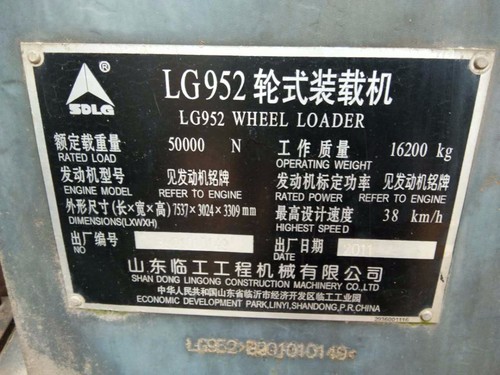 SDLG
LG952 轮式装载机
LG952 WHEEL LOADER
额定载重量 50000 N 工作质量 16200 kg
RATED LOAD OPERATING WEIGHT
发动机型号 见发动机铭牌 发动机标定功率 见发动机铭牌
ENGINE MODEL REFER TO ENGINE RATED POWER REFER TO ENGINE
外形尺寸(长×宽×高) 7537×3024×3309mm 最高设计速度 38 km/h
DIMENSIONS(LXWXH) HIGHEST SPEED
出厂编号 出厂日期 2011
DATE
山东临工工程机械有限公司
SHAN DONG LINGONG CONSTRUCTION MACHINERY CO.,LTD
中华人民共和国山东省临沂市经济开发区临工工业园
ECONOMIC DEVELOPMENT PARK,LINYI,SHANDONG,P.R.CHINA